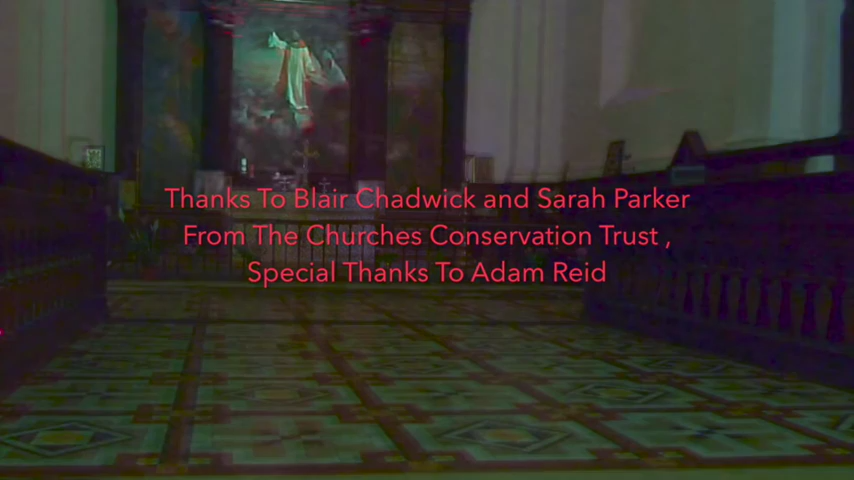 Thanks To Blair Chadwick and Sarah Parker
From The Churches Conservation Trust ,
Special Thanks To Adam Reid